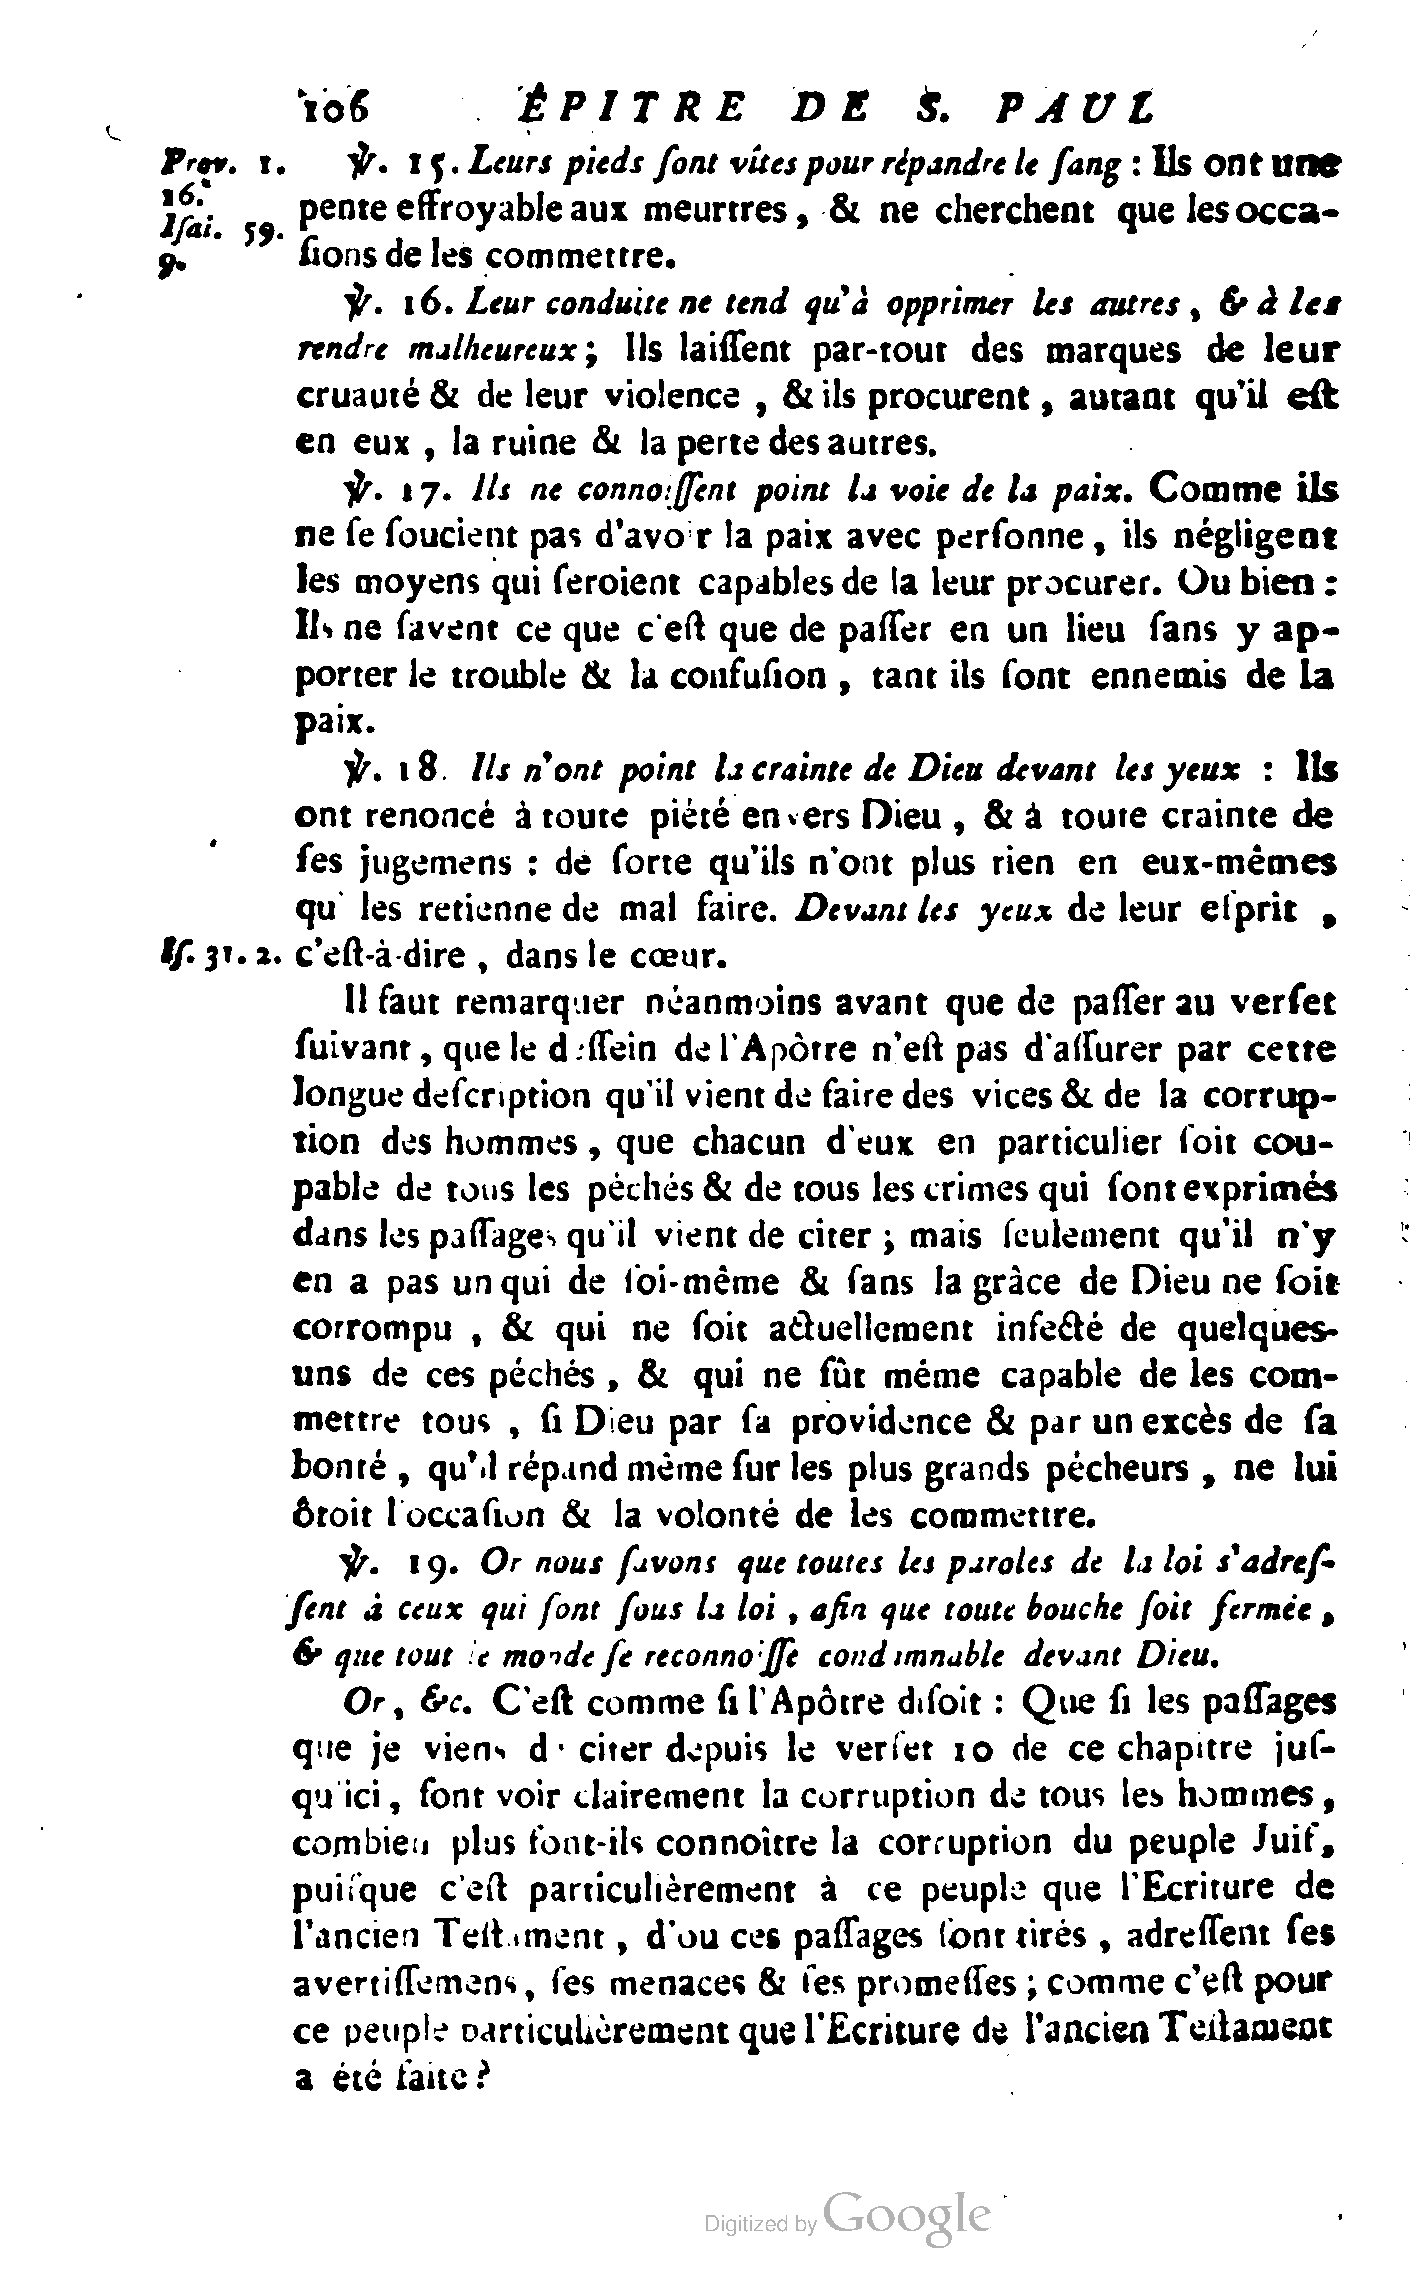 106 ÉPITRE DE S. PAUL
Prov. 1. ℣. 15. Leurs pieds ſont vîtes pour répandre le ſang : Ils ont une
16.
Iſai. 59. pente effroyable aux meurtres, & ne cherchent que les occa-
9. ſions de les commettre.
℣. 16. Leur conduite ne tend qu'à opprimer les autres, & à les
rendre malheureux; Ils laiſſent par-tout des marques de leur
cruauté & de leur violence, & ils procurent, autant qu'il eſt
en eux, la ruine & la perte des autres.
℣. 17. Ils ne connoiſſent point la voie de la paix. Comme ils
ne ſe ſoucient pas d'avoir la paix avec perſonne, ils négligent
les moyens qui ſeroient capables de la leur procurer. Ou bien :
Ils ne ſavent ce que c'eſt que de paſſer en un lieu ſans y ap-
porter le trouble & la confuſion, tant ils ſont ennemis de la
paix.
℣. 18. Ils n'ont point la crainte de Dieu devant les yeux : Ils
ont renoncé à toute piété envers Dieu, & à toute crainte de
ſes jugemens : de ſorte qu'ils n'ont plus rien en eux-mêmes
qui les retienne de mal faire. Devant les yeux de leur eſprit,
Iſ. 31. 2. c'eſt-à-dire, dans le cœur.
Il faut remarquer néanmoins avant que de paſſer au verſet
ſuivant, que le deſſein de l'Apôtre n'eſt pas d'aſſurer par cette
longue deſcription qu'il vient de faire des vices & de la corrup-
tion des hommes, que chacun d'eux en particulier ſoit cou-
pable de tous les péchés & de tous les crimes qui ſont exprimés
dans les paſſages qu'il vient de citer ; mais ſeulement qu'il n'y
en a pas un qui de ſoi-même & ſans la grâce de Dieu ne ſoit
corrompu, & qui ne ſoit actuellement infecté de quelques-
uns de ces péchés, & qui ne fût même capable de les com-
mettre tous, ſi Dieu par ſa providence & par un excès de ſa
bonté, qu'il répand même ſur les plus grands pécheurs, ne lui
ôtoit l'occaſion & la volonté de les commettre.
℣. 19. Or nous ſavons que toutes les paroles de la loi s'adreſ-
ſent à ceux qui ſont ſous la loi, afin que toute bouche ſoit fermée,
& que tout le monde ſe reconnoiſſe condamnable devant Dieu.
Or, &c. C'eſt comme ſi l'Apôtre diſoit : Que ſi les paſſages
que je viens de citer depuis le verſet 10 de ce chapitre juſ-
qu'ici, font voir clairement la corruption de tous les hommes,
combien plus font-ils connoître la corruption du peuple Juif,
puiſque c'eſt particulièrement à ce peuple que l'Ecriture de
l'ancien Teſtament, d'ou ces paſſages ſont tirés, adreſſent ſes
avertiſſemens, ſes menaces & ſes promeſſes ; comme c'eſt pour
ce peuple particulièrement que l'Ecriture de l'ancien Teſtament
a été faite ?
Digitized by Google